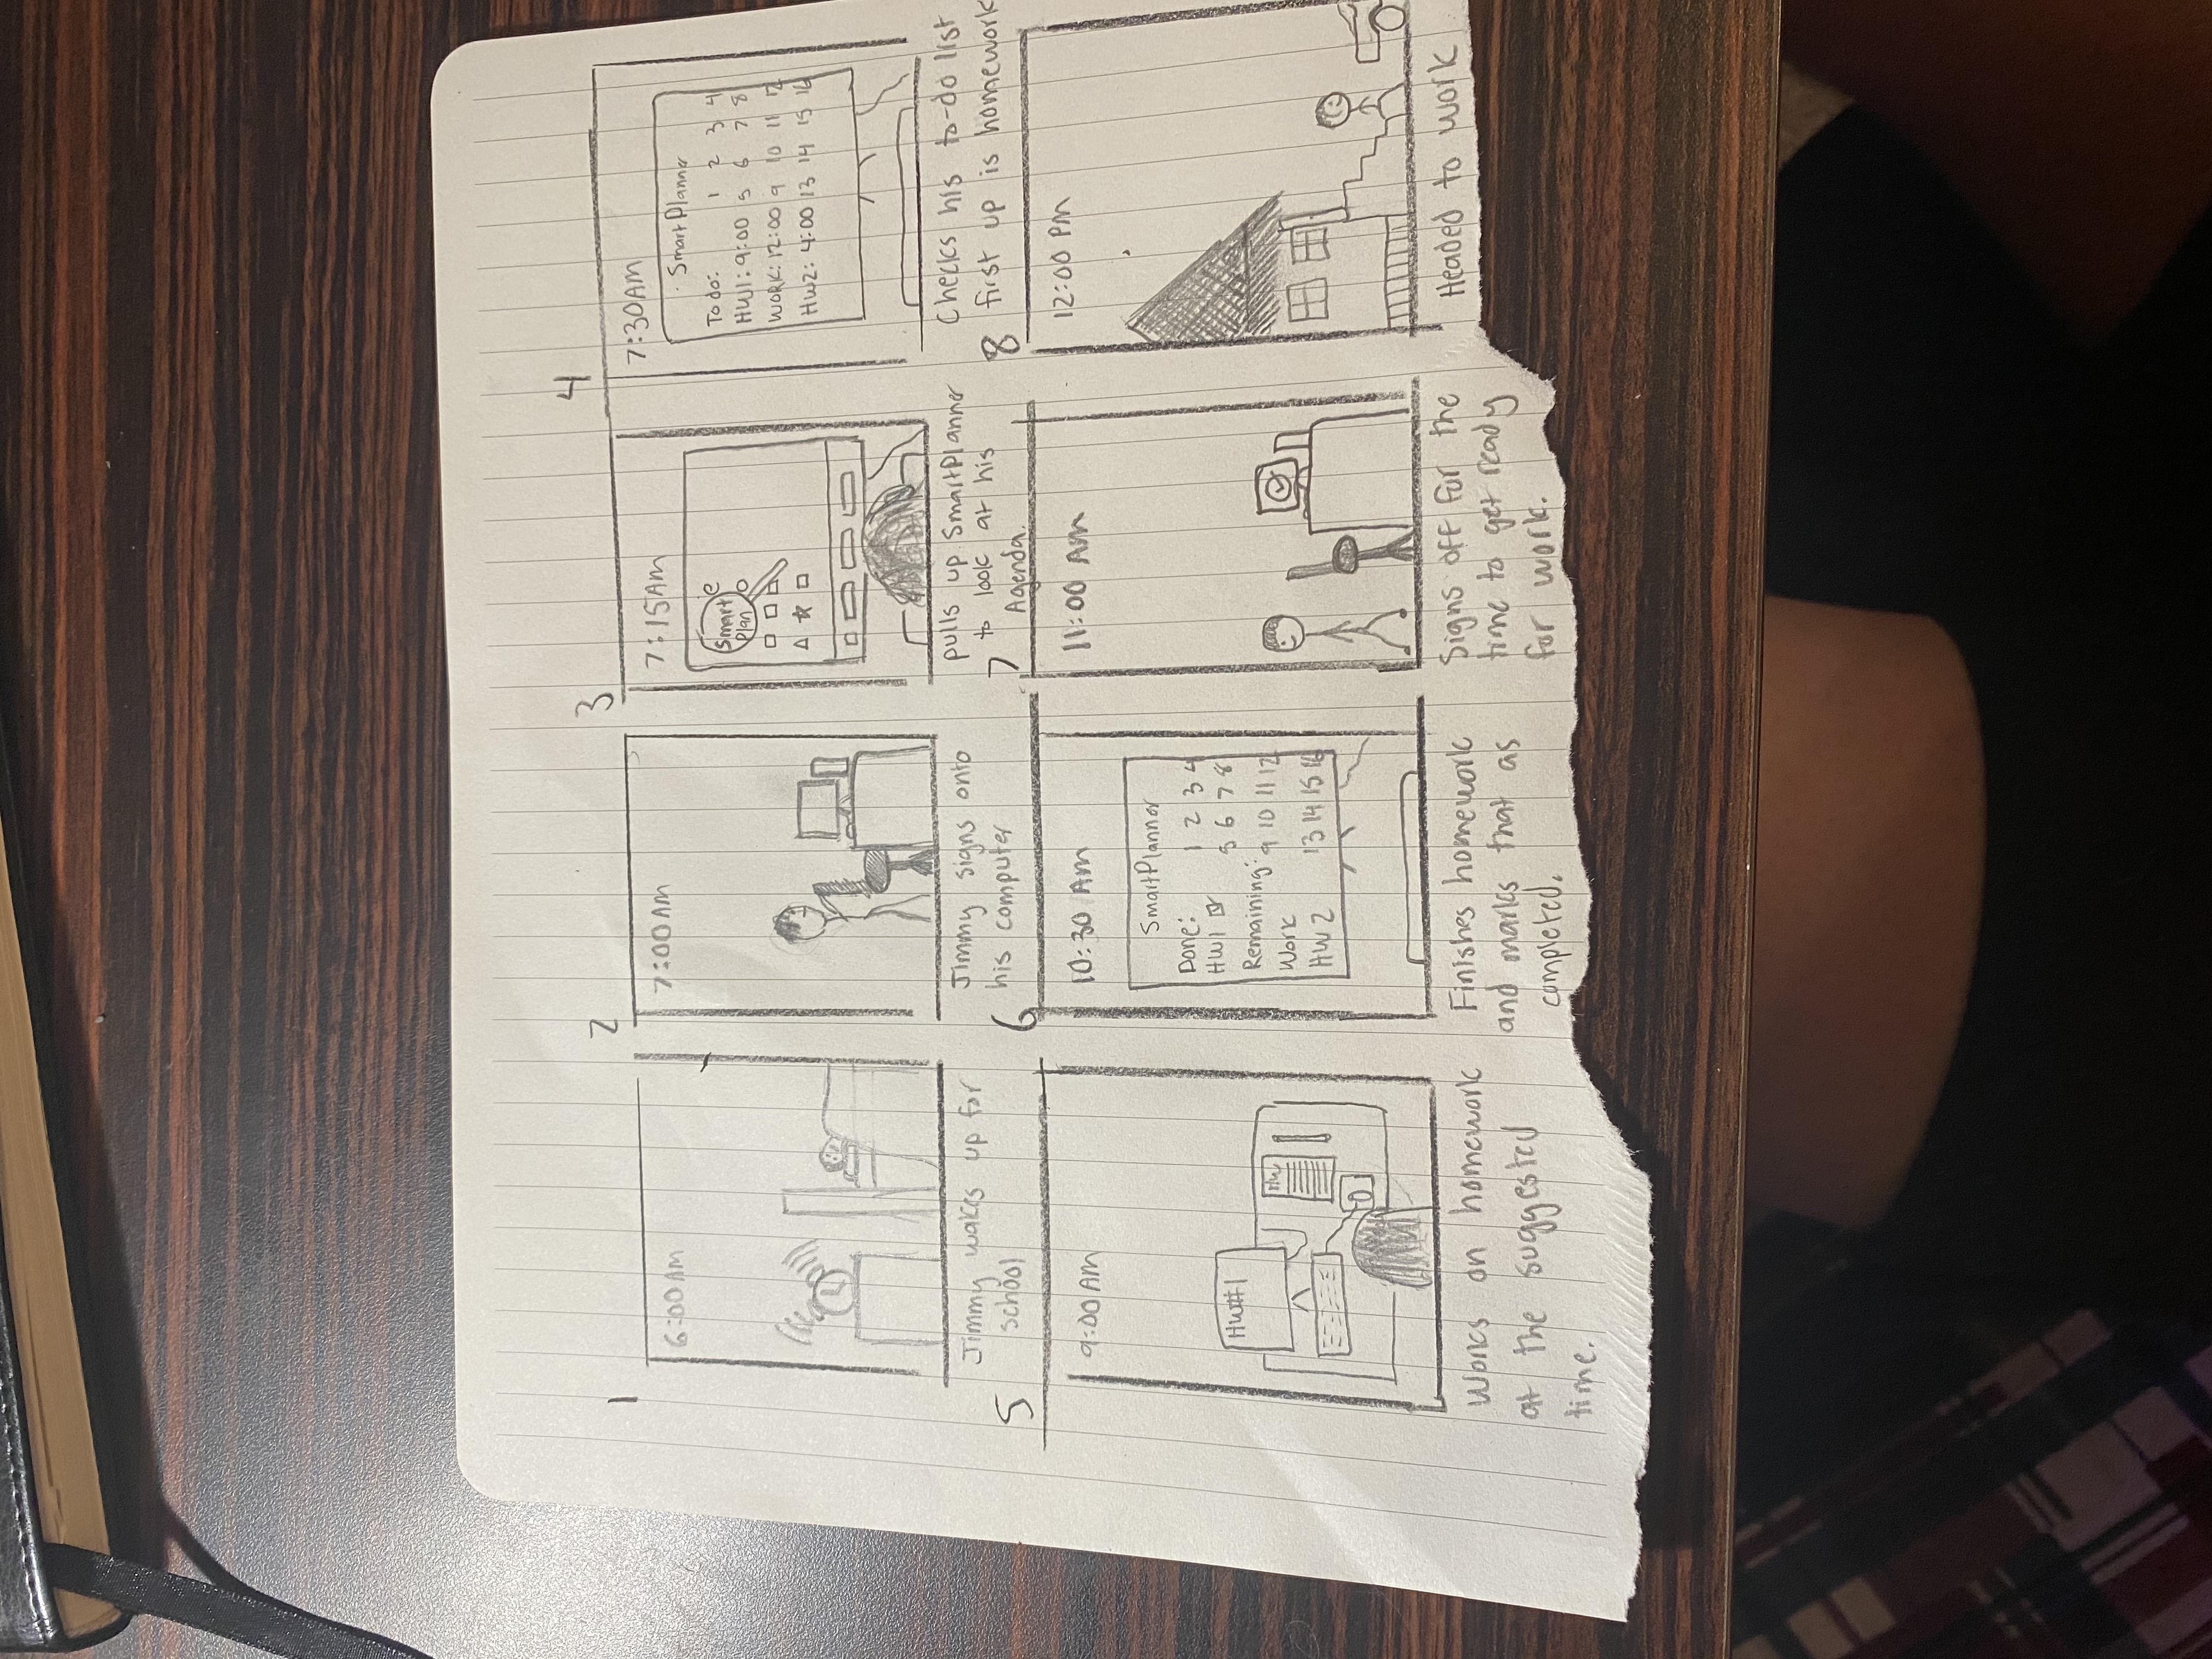 1
6:00 AM
Jimmy wakes up for
school
2
7:00 AM
Jimmy signs onto
his computer
3
7:15 AM
Smart
Plan
pulls up SmartPlanner
to look at his
Agenda.
4
7:30 AM
SmartPlanner
To do: 1 2 3 4
HW1: 9:00 5 6 7 8
WORK: 12:00 9 10 11 12
HW2: 4:00 13 14 15 16
Checks his to-do list
first up is homework
5
9:00 AM
HW#1
HW
Works on homework
at the suggested
time.
6
10:30 AM
SmartPlanner
Done: 1 2 3 4
HW1 5 6 7 8
Remaining: 9 10 11 12
Work
HW 2 13 14 15 16
Finishes homework
and marks that as
completed.
7
11:00 AM
Signs off for the
time to get ready
for work.
8
12:00 PM
Headed to work